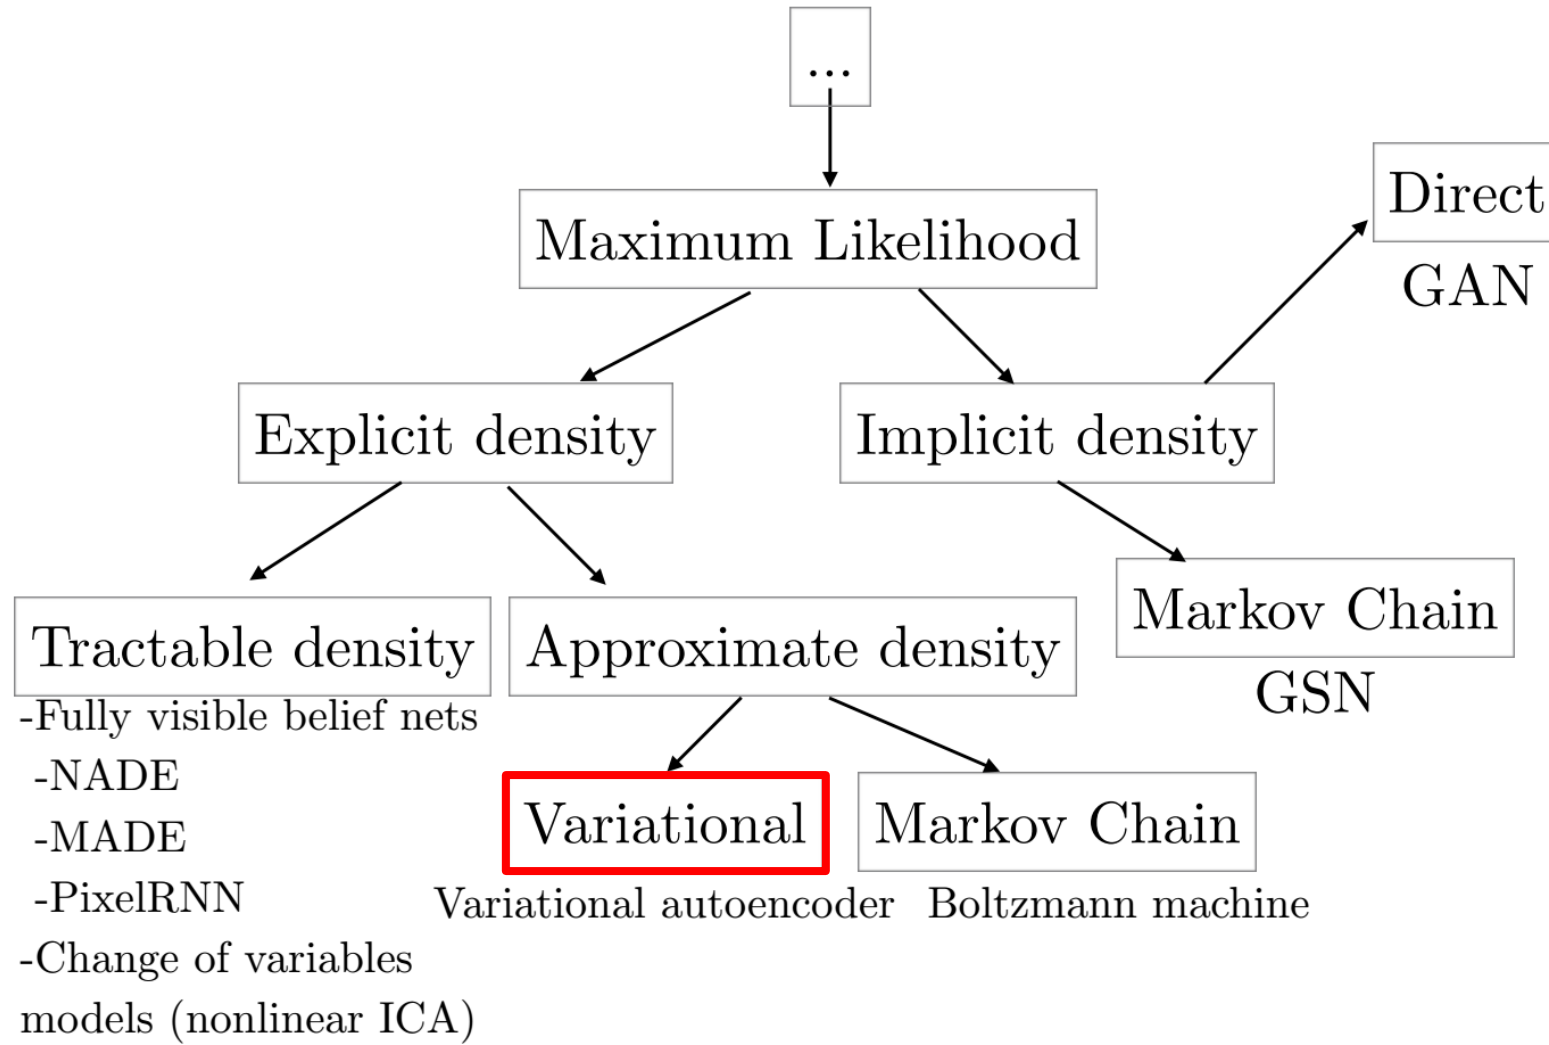 ...
Maximum Likelihood
Direct
GAN
Explicit density
Implicit density
Tractable density
Approximate density
Markov Chain
GSN
-Fully visible belief nets
-NADE
-MADE
-PixelRNN
-Change of variables
models (nonlinear ICA)
Variational
Markov Chain
Variational autoencoder
Boltzmann machine